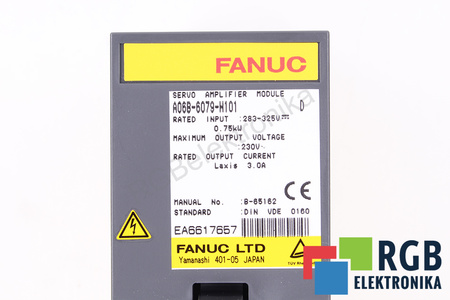 FANUC
SERVO AMPLIFIER MODULE
A06B-6079-H101 D
RATED INPUT :283-325V
0.75kW
MAXIMUM OUTPUT VOLTAGE
:230V
RATED OUTPUT CURRENT
Laxis 3.0A
MANUAL No. :B-65162
STANDARD :DIN VDE 0160
CE
EA6617657
FANUC LTD
Yamanashi 401-05 JAPAN
RGB
ELEKTRONIKA